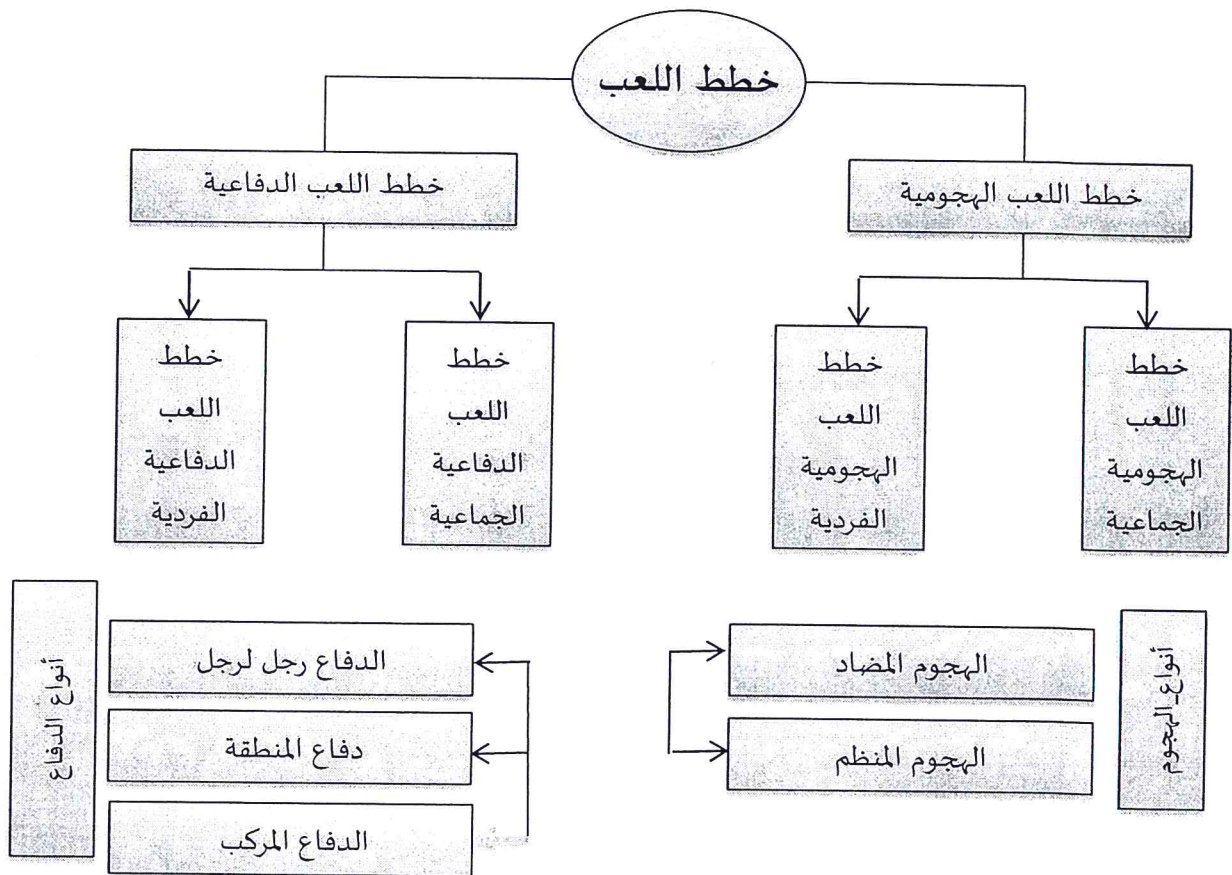 خطط اللعب
خطط اللعب الهجومية
خطط اللعب الدفاعية
خطط
اللعب
الهجومية
الجماعية
خطط
اللعب
الهجومية
الفردية
خطط
اللعب
الدفاعية
الجماعية
خطط
اللعب
الدفاعية
الفردية
أنواع الهجوم
الهجوم المضاد
الهجوم المنظم
الدفاع رجل لرجل
دفاع المنطقة
الدفاع المركب
أنواع الدفاع